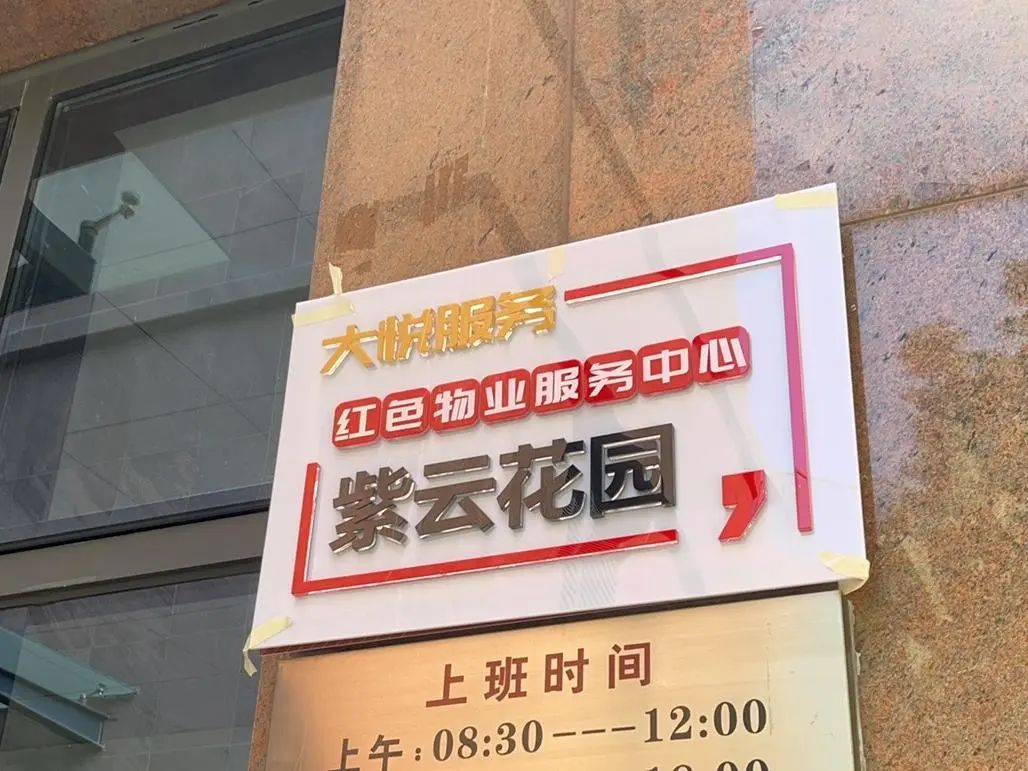 大悦服务
红色物业服务中心
紫云花园
上班时间
上午:08:30---12:00